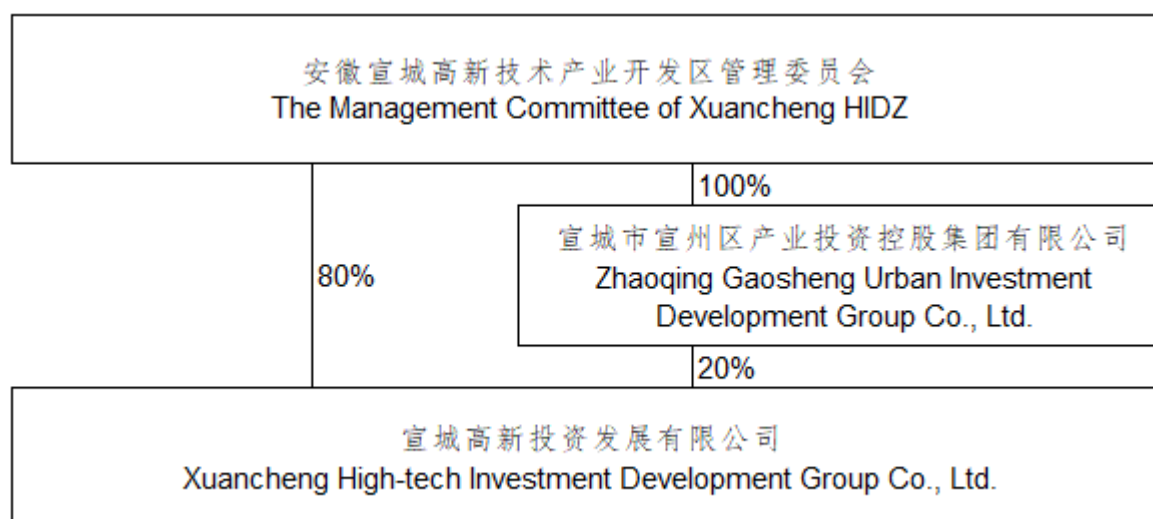 安徽宣城高新技术产业开发区管理委员会
The Management Committee of Xuancheng HIDZ
100%
宣城市宣州区产业投资控股集团有限公司
Zhaoqing Gaosheng Urban Investment
Development Group Co., Ltd.
80%
20%
宣城高新投资发展有限公司
Xuancheng High-tech Investment Development Group Co., Ltd.